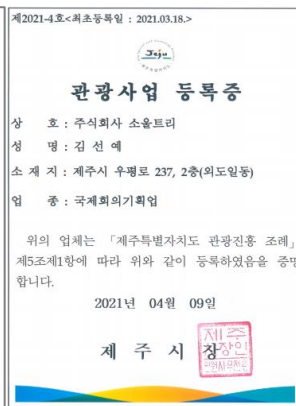 제2021-4호<최초등록일 : 2021.03.18.>
Jeju
관광사업 등록증
상 호 : 주식회사 소울트리
성 명 : 김 선 예
소 재 지 : 제주시 우평로 237, 2층(외도일동)
업 종 : 국제회의기획업
위의 업체는 「제주특별자치도 관광진흥 조례」
제5조제1항에 따라 위와 같이 등록하였음을 증명
합니다.
2021년 04월 09일
제 주 시 장
제주
장인